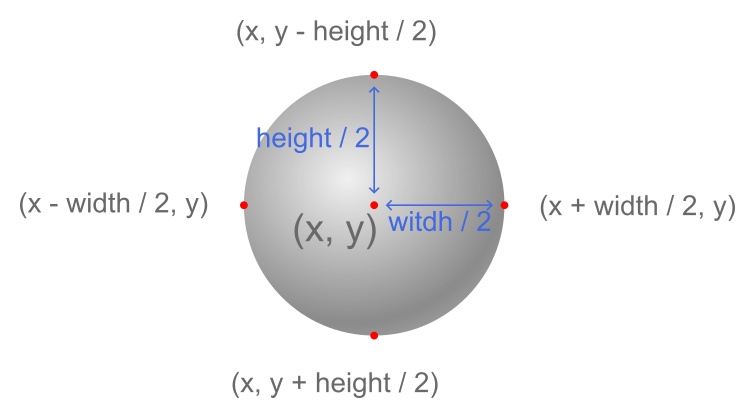 (x, y - height / 2)
height / 2
(x - width / 2, y)
(x + width / 2, y)
(x, y)
witdh / 2
(x, y + height / 2)